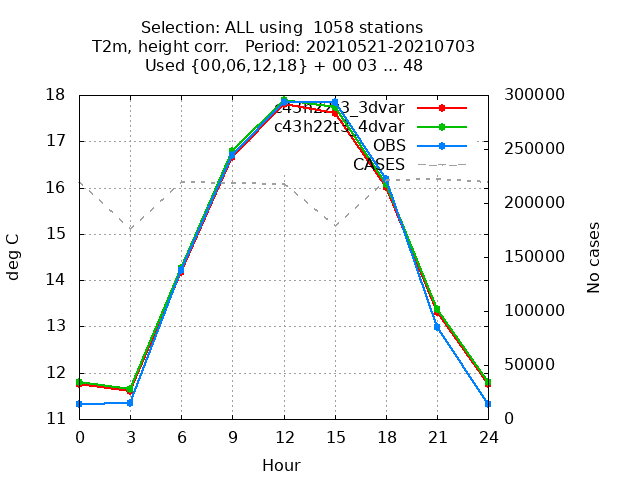 Selection: ALL using  1058 stations
T2m, height corr.   Period: 20210521-20210703
Used {00,06,12,18} + 00 03 ... 48
18
17
16
15
14
13
12
11
deg C
300000
250000
200000
150000
100000
50000
0
No cases
c43h22t3_3dvar
c43h22t3_4dvar
OBS
CASES
0 3 6 9 12 15 18 21 24
Hour